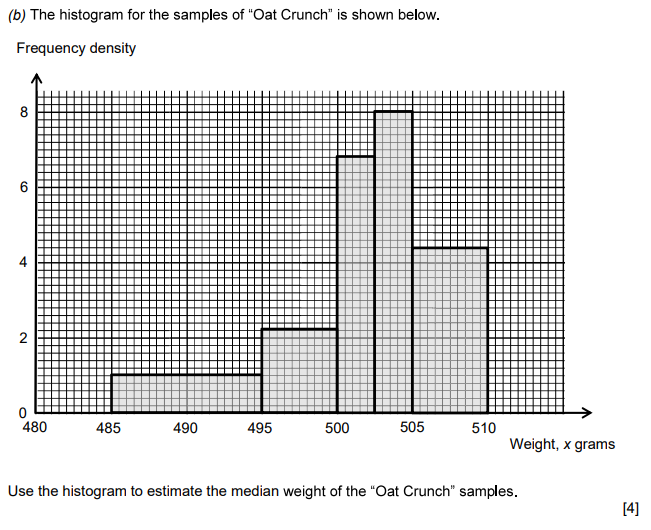 (b) The histogram for the samples of “Oat Crunch” is shown below.
Frequency density
8
6
4
2
0
480 485 490 495 500 505 510
Weight, x grams
Use the histogram to estimate the median weight of the “Oat Crunch” samples.
[4]